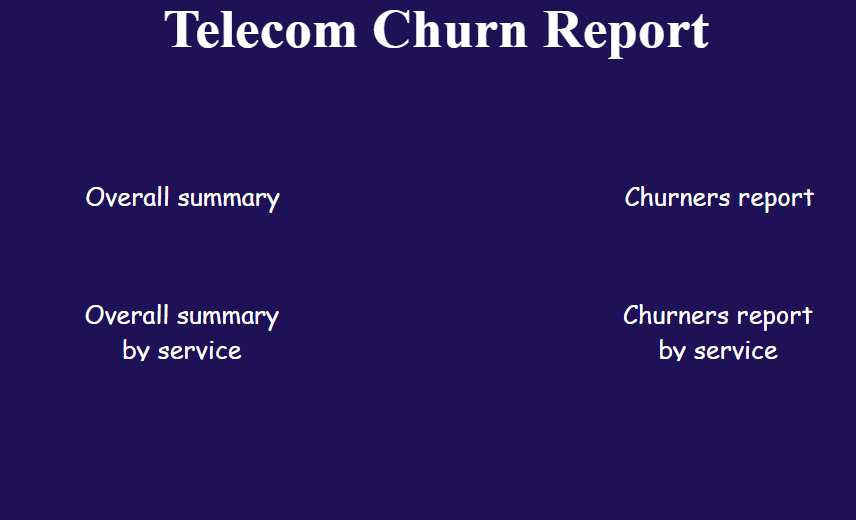 Telecom Churn Report
Overall summary
Churners report
Overall summary
by service
Churners report
by service